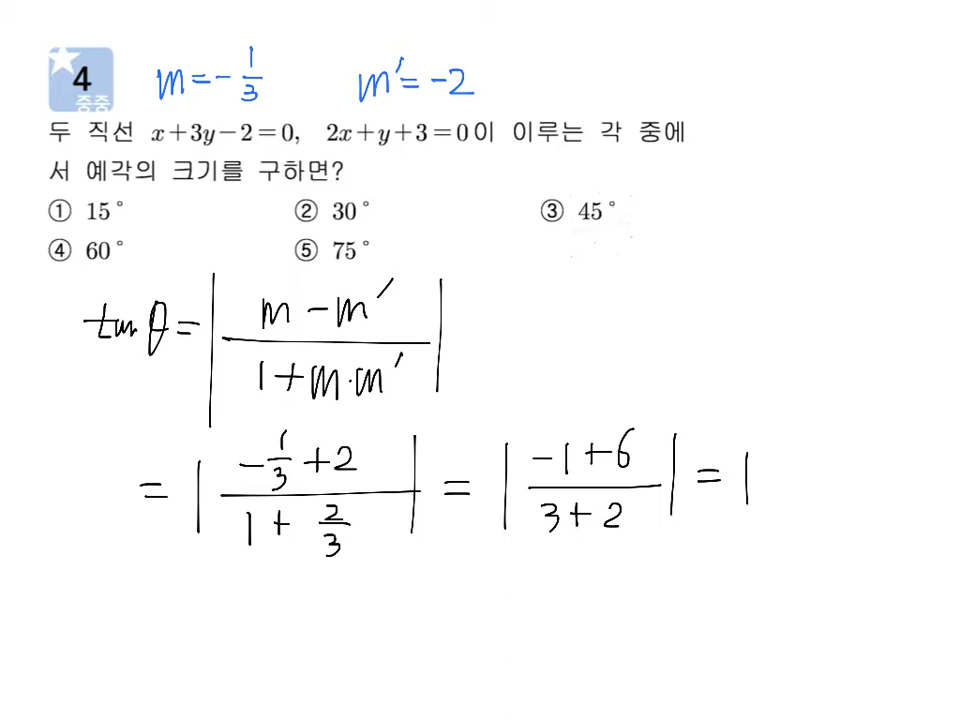 4
중중
m = -1/3   m′ = -2
두 직선 x+3y-2=0, 2x+y+3=0이 이루는 각 중에
서 예각의 크기를 구하면?
① 15° ② 30° ③ 45°
④ 60° ⑤ 75°
tan θ = | (m - m′) / (1 + m·m′) |
= | (-1/3 + 2) / (1 + 2/3) | = | (-1 + 6) / (3 + 2) | = 1